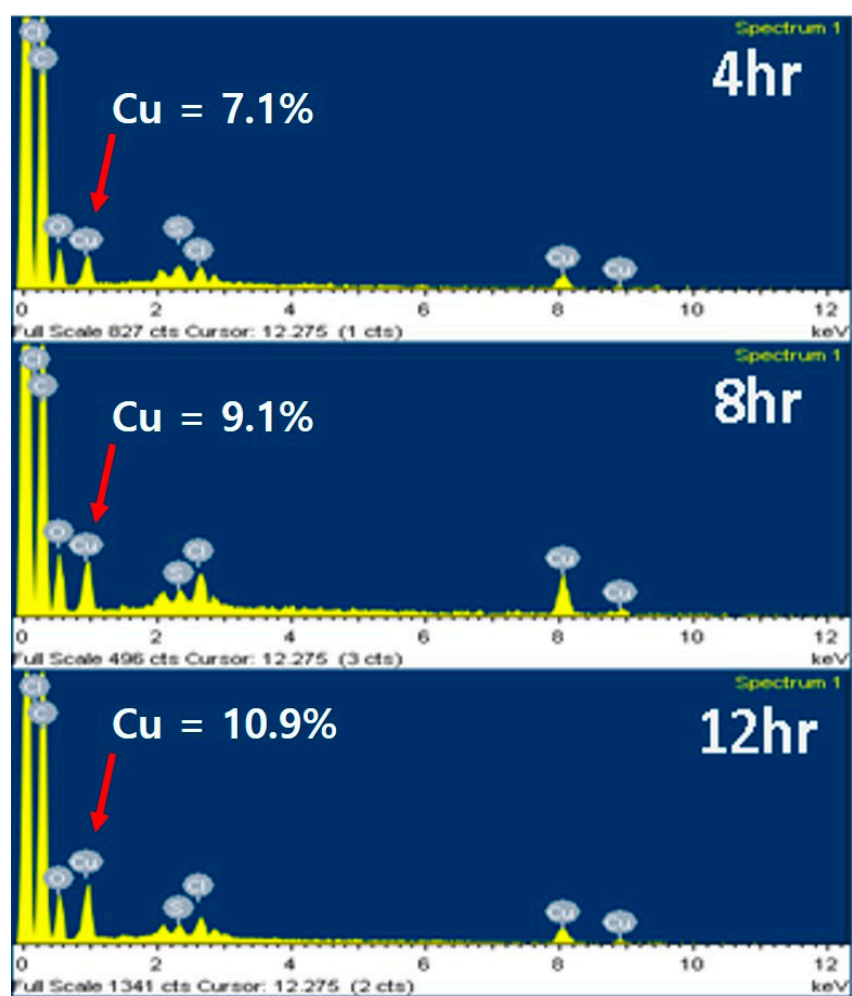 Spectrum 1
Cl
C
4hr
Cu = 7.1%
O
Cu
S
Cl
Cu
Cu
0 2 4 6 8 10 12
Full Scale 827 cts Cursor: 12.275 (1 cts) keV
Spectrum 1
Cl
C
8hr
Cu = 9.1%
O
Cu
S
Cl
Cu
Cu
0 2 4 6 8 10 12
Full Scale 496 cts Cursor: 12.275 (3 cts) keV
Spectrum 1
Cl
C
12hr
Cu = 10.9%
O
Cu
S
Cl
Cu
Cu
0 2 4 6 8 10 12
Full Scale 1341 cts Cursor: 12.275 (2 cts) keV